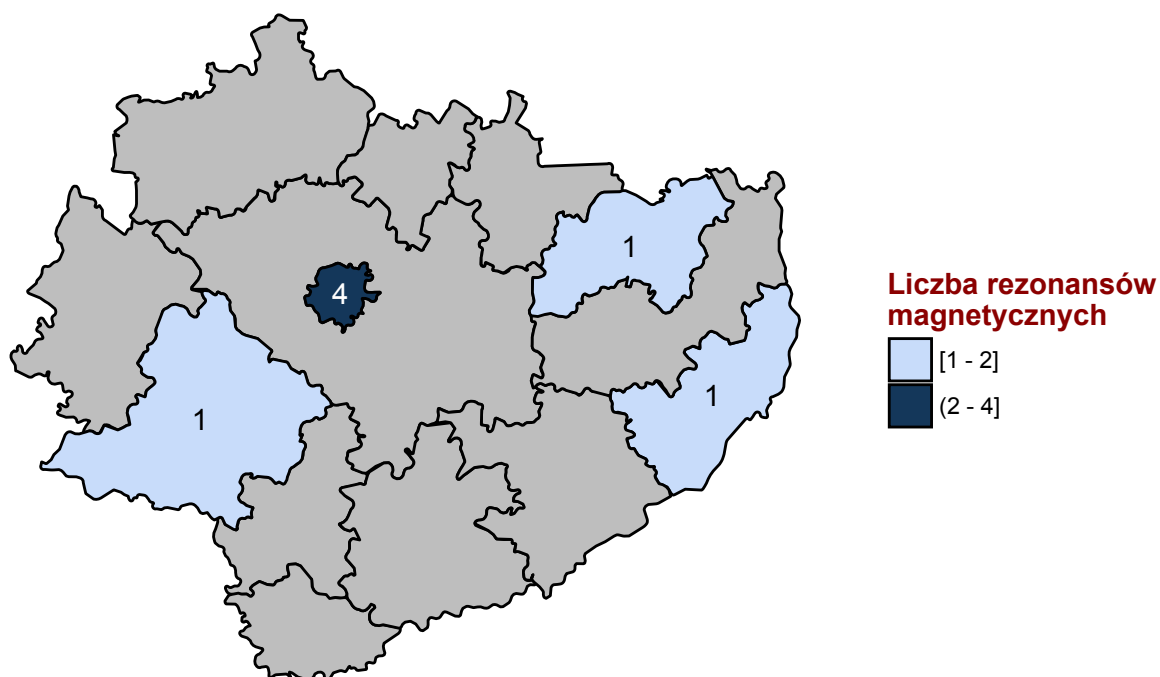 1
4
1
1
Liczba rezonansów
magnetycznych
[1 - 2]
(2 - 4]